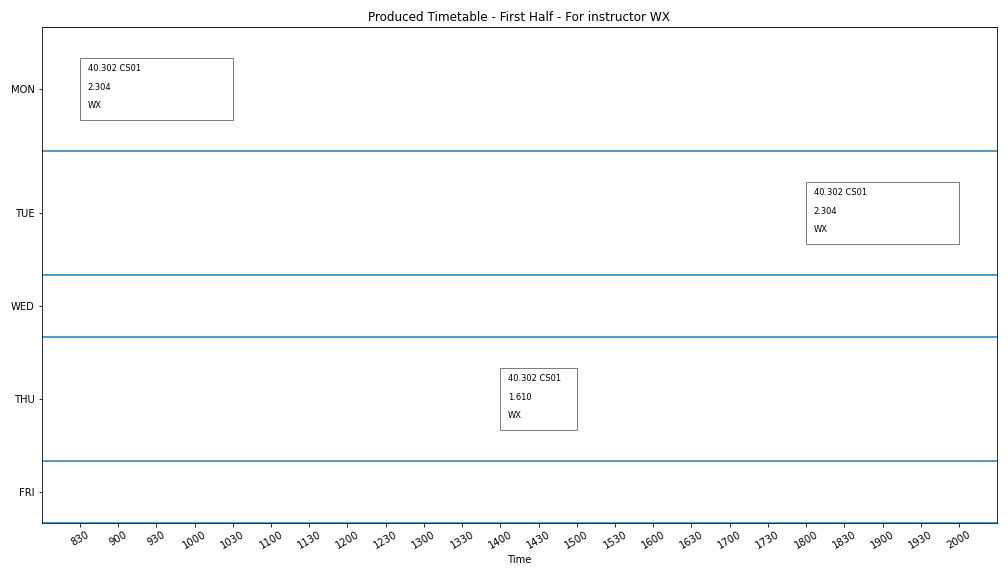 Produced Timetable - First Half - For instructor WX
MON
40.302 CS01
2.304
WX
TUE
40.302 CS01
2.304
WX
WED
THU
40.302 CS01
1.610
WX
FRI
830 900 930 1000 1030 1100 1130 1200 1230 1300 1330 1400 1430 1500 1530 1600 1630 1700 1730 1800 1830 1900 1930 2000
Time